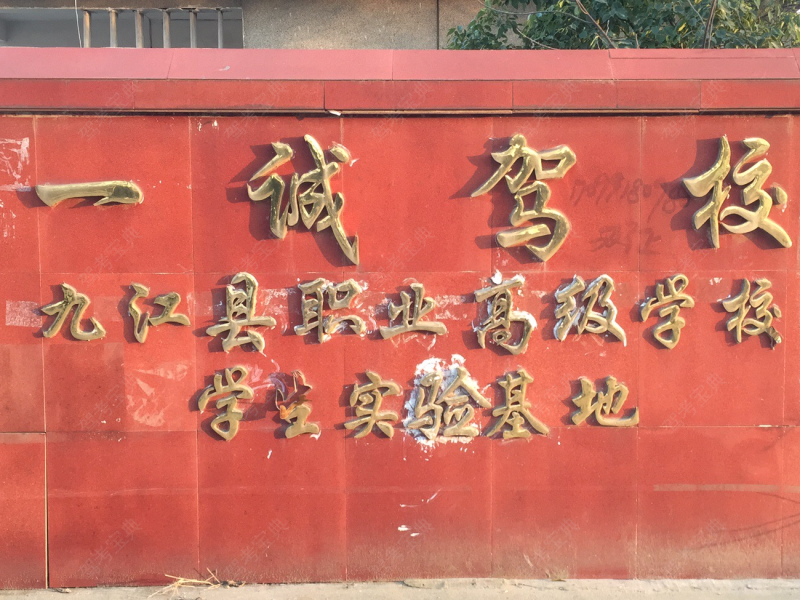 一诚驾校
九江县职业高级学校
学生实验基地